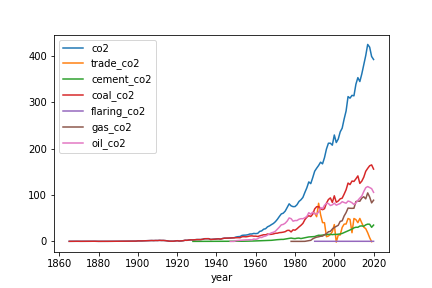 400
300
200
100
0
co2
trade_co2
cement_co2
coal_co2
flaring_co2
gas_co2
oil_co2
1860 1880 1900 1920 1940 1960 1980 2000 2020
year